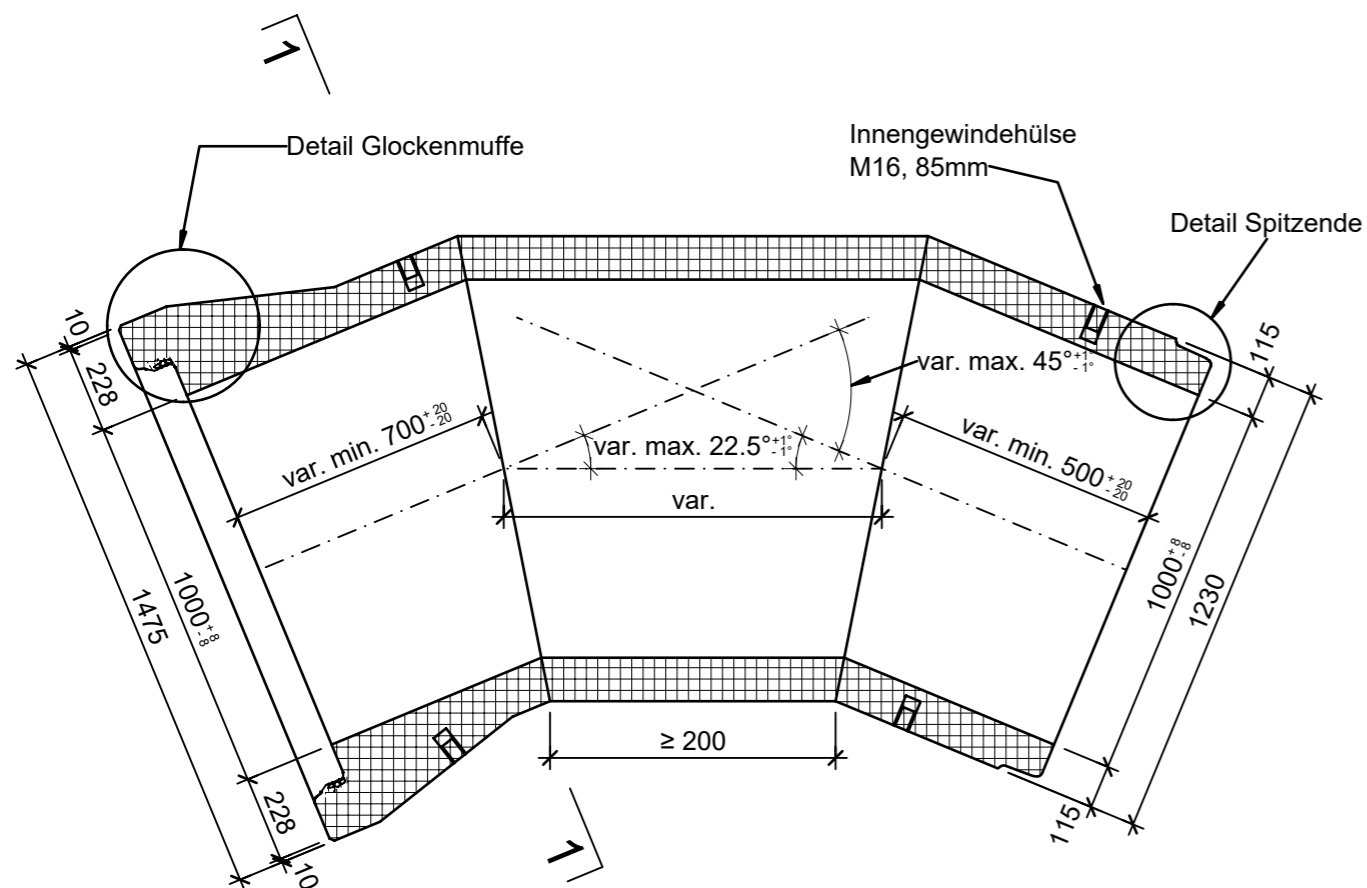 1
Detail Glockenmuffe
Innengewindehülse
M16, 85mm
Detail Spitzende
10
228
1475
1000 +8 -8
228
10
var. min. 700 +20 -20
var. max. 45° +1° -1°
var. max. 22.5° +1° -1°
var.
var. min. 500 +20 -20
115
1000 +8 -8
1230
115
≥ 200
1